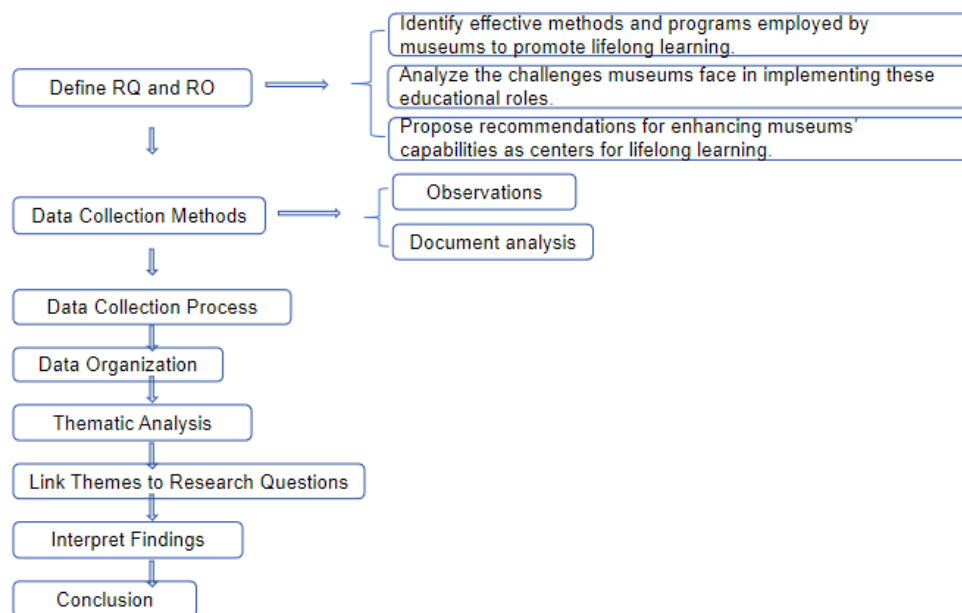 Identify effective methods and programs employed by
museums to promote lifelong learning.
Define RQ and RO
Analyze the challenges museums face in implementing these
educational roles.
Propose recommendations for enhancing museums'
capabilities as centers for lifelong learning.
Data Collection Methods
Observations
Document analysis
Data Collection Process
Data Organization
Thematic Analysis
Link Themes to Research Questions
Interpret Findings
Conclusion